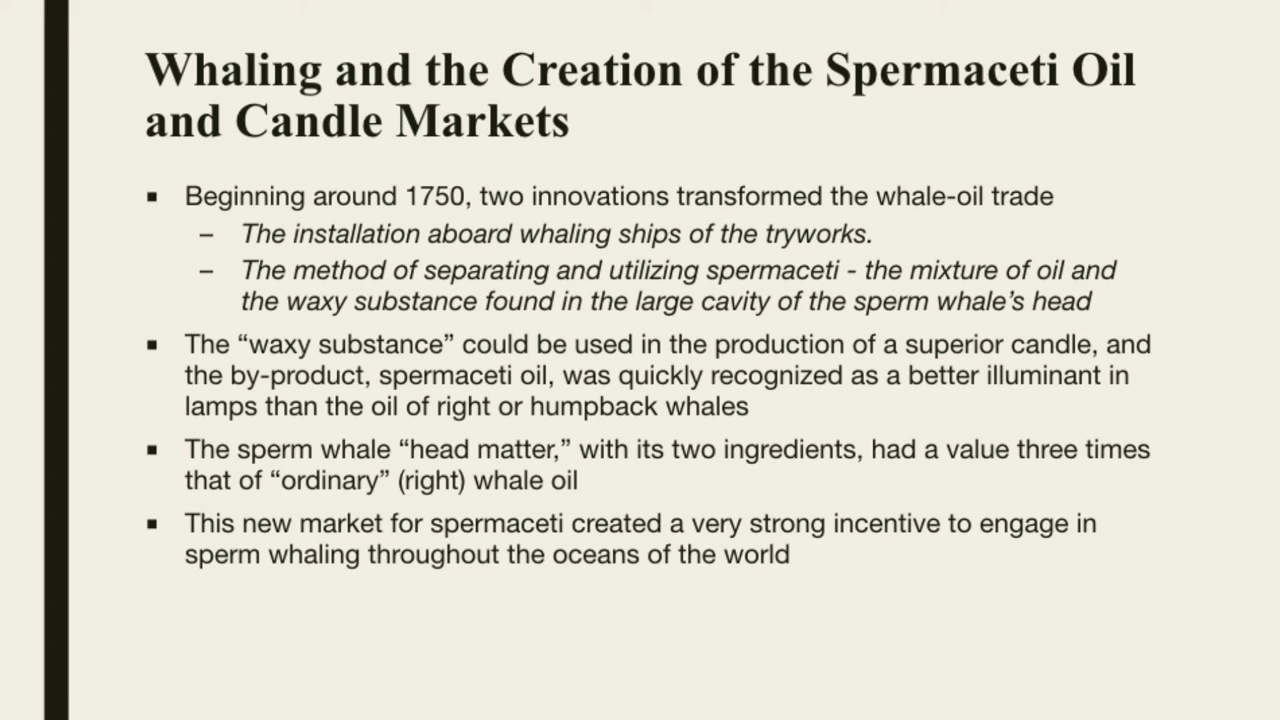 Whaling and the Creation of the Spermaceti Oil
and Candle Markets
▪ Beginning around 1750, two innovations transformed the whale-oil trade
– The installation aboard whaling ships of the tryworks.
– The method of separating and utilizing spermaceti - the mixture of oil and
the waxy substance found in the large cavity of the sperm whale’s head
▪ The “waxy substance” could be used in the production of a superior candle, and
the by-product, spermaceti oil, was quickly recognized as a better illuminant in
lamps than the oil of right or humpback whales
▪ The sperm whale “head matter,” with its two ingredients, had a value three times
that of “ordinary” (right) whale oil
▪ This new market for spermaceti created a very strong incentive to engage in
sperm whaling throughout the oceans of the world